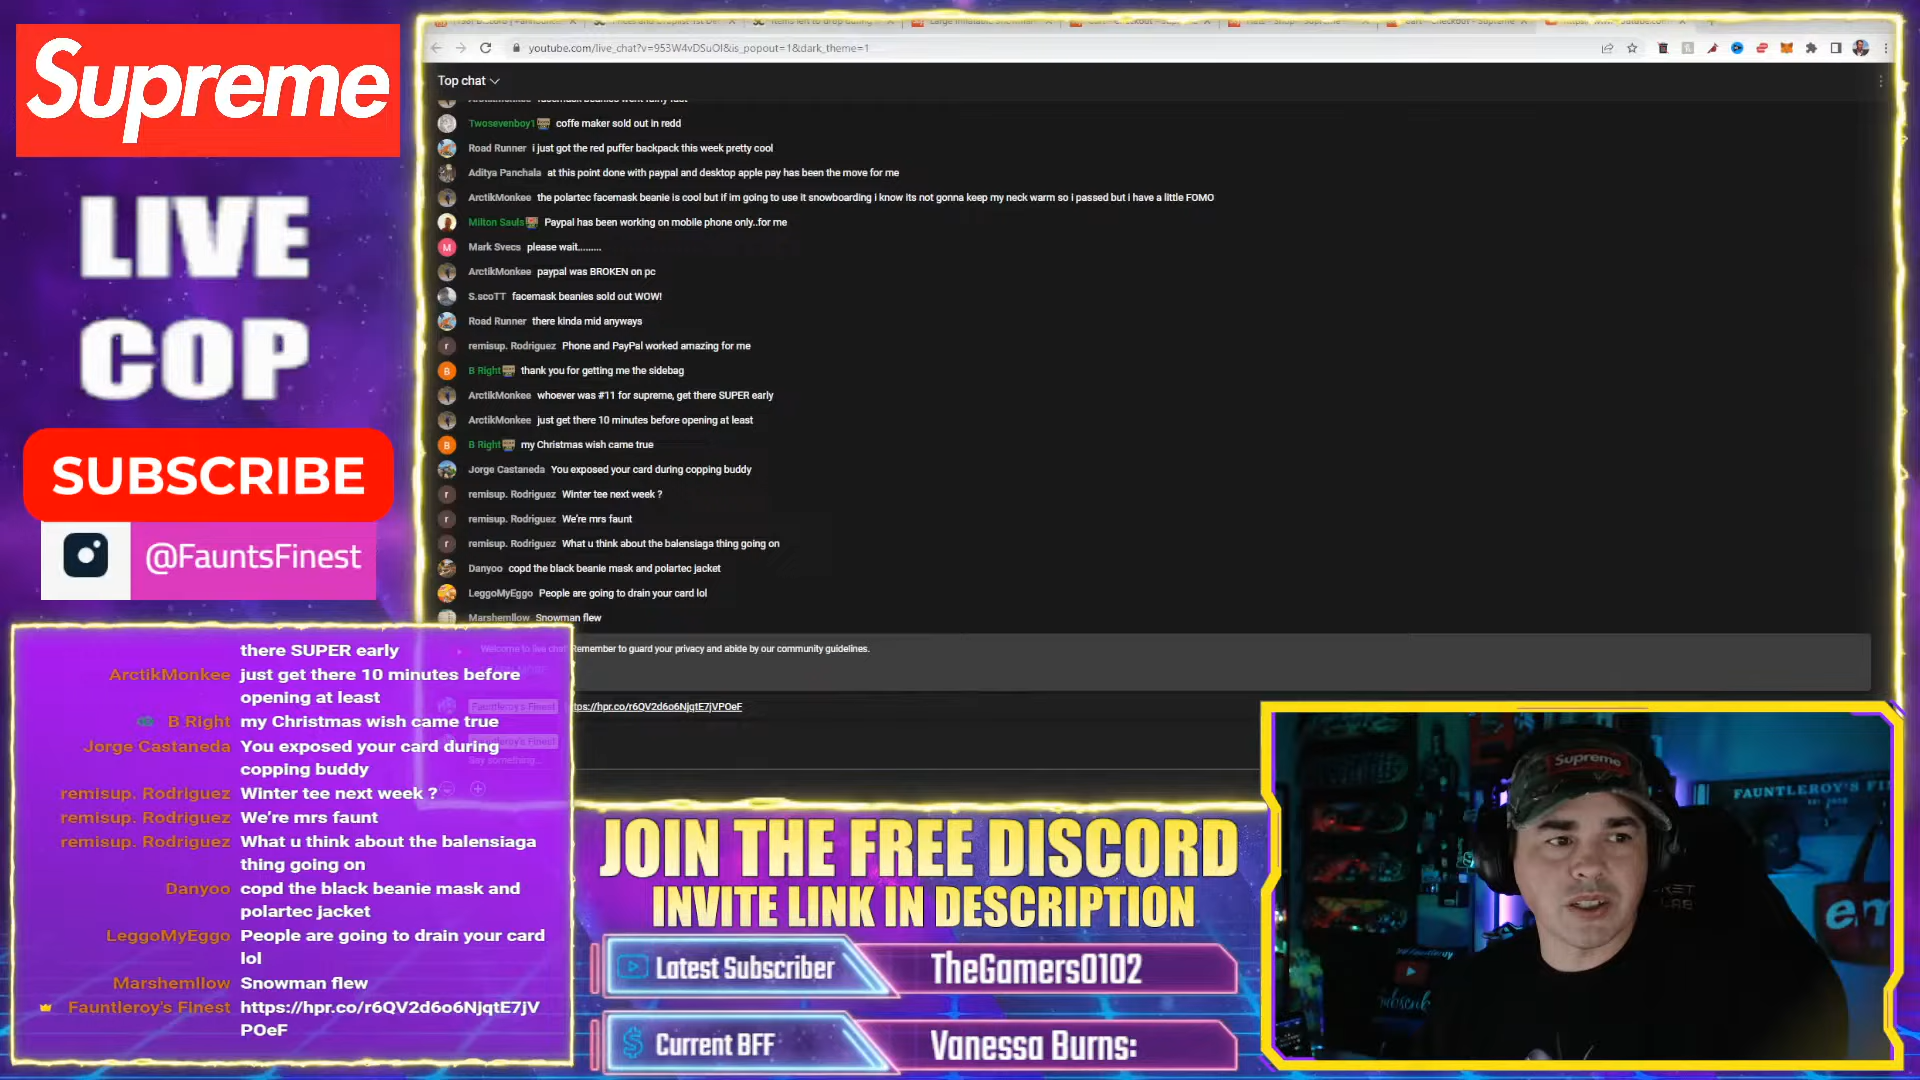 Supreme
LIVE
COP
SUBSCRIBE
@FauntsFinest
youtube.com/live_chat?v=953W4vDSuOI&is_popout=1&dark_theme=1
Top chat
Twosevenboy1 coffe maker sold out in redd
Road Runner i just got the red puffer backpack this week pretty cool
Aditya Panchala at this point done with paypal and desktop apple pay has been the move for me
ArctikMonkee the polartec facemask beanie is cool but if im going to use it snowboarding i know its not gonna keep my neck warm so i passed but i have a little FOMO
Milton Sauls Paypal has been working on mobile phone only..for me
M Mark Svecs please wait.........
ArctikMonkee paypal was BROKEN on pc
S.scoTT facemask beanies sold out WOW!
Road Runner there kinda mid anyways
r remisup. Rodriguez Phone and PayPal worked amazing for me
B B Right thank you for getting me the sidebag
ArctikMonkee whoever was #11 for supreme, get there SUPER early
ArctikMonkee just get there 10 minutes before opening at least
B B Right my Christmas wish came true
Jorge Castaneda You exposed your card during copping buddy
r remisup. Rodriguez Winter tee next week ?
r remisup. Rodriguez We're mrs faunt
r remisup. Rodriguez What u think about the balensiaga thing going on
Danyoo copd the black beanie mask and polartec jacket
LeggoMyEggo People are going to drain your card lol
Marshemllow Snowman flew
Welcome to live chat! Remember to guard your privacy and abide by our community guidelines.
Fauntleroy's Finest https://hpr.co/r6QV2d6o6NjqtE7jVPOeF
Fauntleroy's Finest
Say something...
there SUPER early
ArctikMonkee just get there 10 minutes before
opening at least
B Right my Christmas wish came true
Jorge Castaneda You exposed your card during
copping buddy
remisup. Rodriguez Winter tee next week ?
remisup. Rodriguez We're mrs faunt
remisup. Rodriguez What u think about the balensiaga
thing going on
Danyoo copd the black beanie mask and
polartec jacket
LeggoMyEggo People are going to drain your card
lol
Marshemllow Snowman flew
Fauntleroy's Finest https://hpr.co/r6QV2d6o6NjqtE7jV
POeF
JOIN THE FREE DISCORD
INVITE LINK IN DESCRIPTION
Latest Subscriber TheGamers0102
Current BFF Vanessa Burns:
Supreme
FAUNTLEROY'S FI